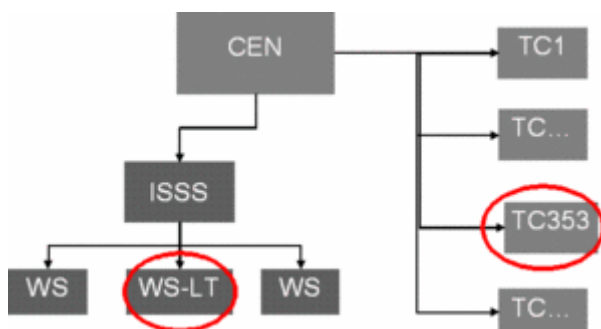 CEN
TC1
TC...
ISSS
TC353
WS
WS-LT
WS
TC...